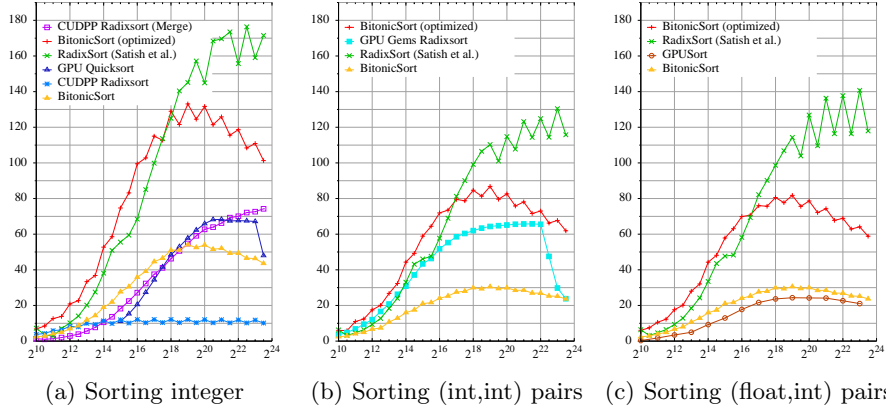 CUDPP Radixsort (Merge)
BitonicSort (optimized)
RadixSort (Satish et al.)
GPU Quicksort
CUDPP Radixsort
BitonicSort
180
160
140
120
100
80
60
40
20
0
2^10 2^12 2^14 2^16 2^18 2^20 2^22 2^24
(a) Sorting integer
BitonicSort (optimized)
GPU Gems Radixsort
RadixSort (Satish et al.)
BitonicSort
180
160
140
120
100
80
60
40
20
0
2^10 2^12 2^14 2^16 2^18 2^20 2^22 2^24
(b) Sorting (int,int) pairs
BitonicSort (optimized)
RadixSort (Satish et al.)
GPUSort
BitonicSort
180
160
140
120
100
80
60
40
20
0
2^10 2^12 2^14 2^16 2^18 2^20 2^22 2^24
(c) Sorting (float,int) pairs